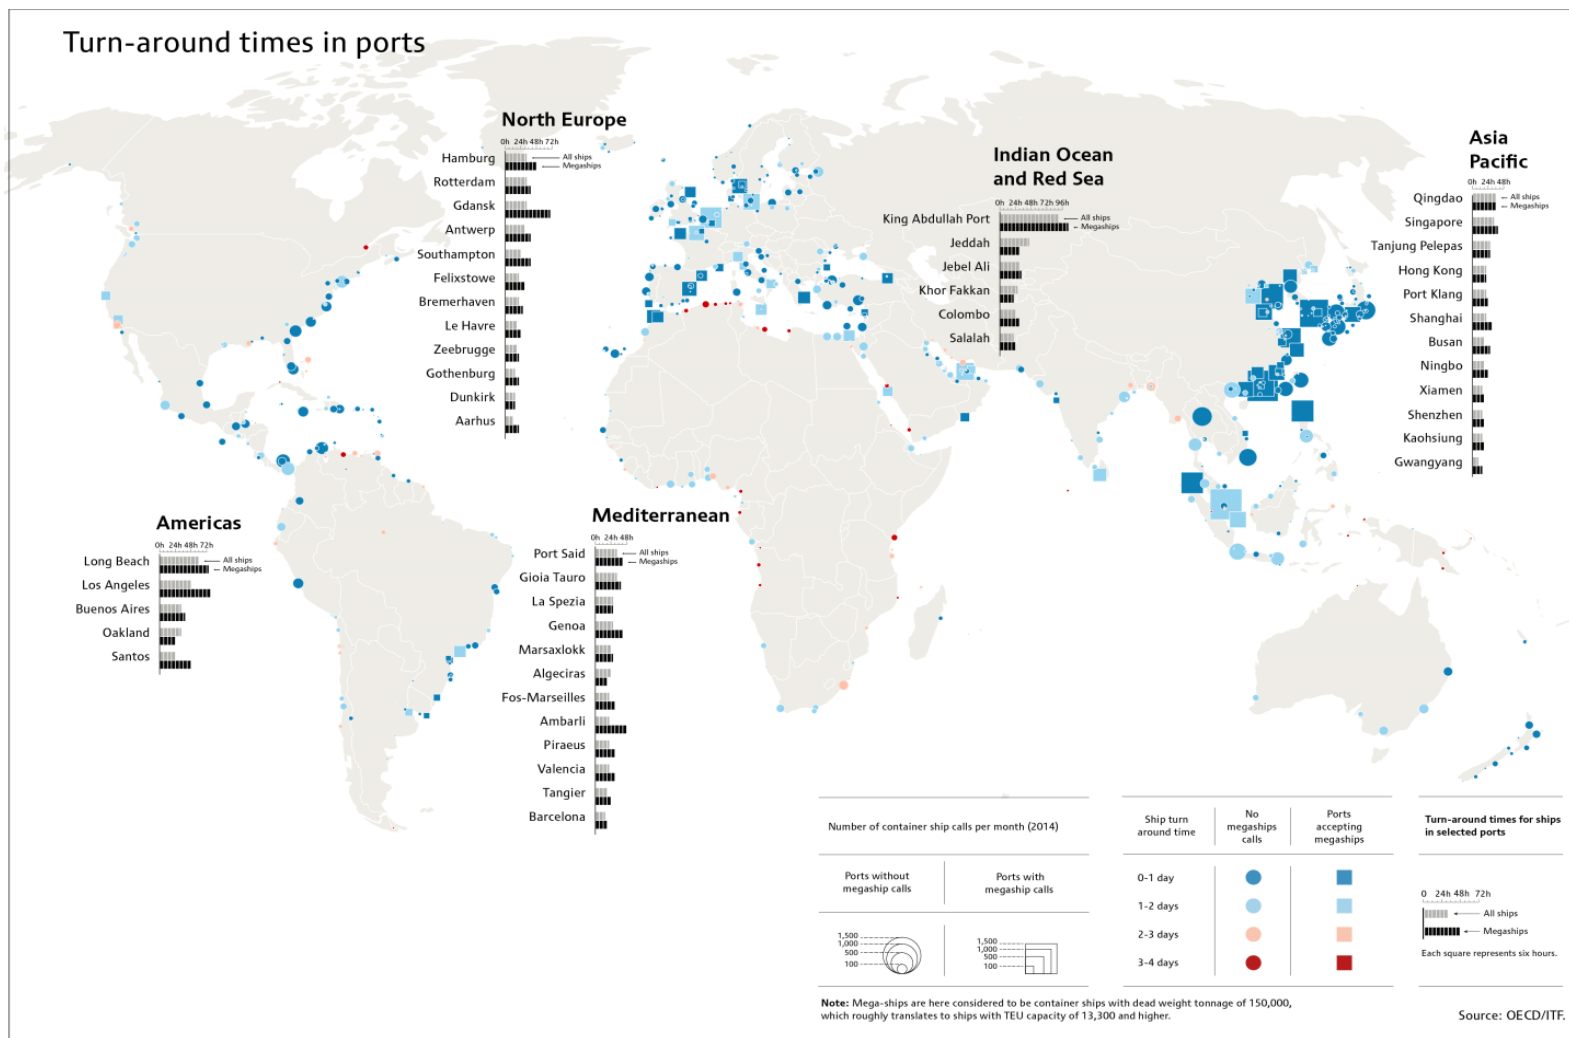 Turn-around times in ports
North Europe
0h 24h 48h 72h
Hamburg
All ships
Megaships
Rotterdam
Gdansk
Antwerp
Southampton
Felixstowe
Bremerhaven
Le Havre
Zeebrugge
Gothenburg
Dunkirk
Aarhus
Indian Ocean
and Red Sea
0h 24h 48h 72h 96h
King Abdullah Port
All ships
Megaships
Jeddah
Jebel Ali
Khor Fakkan
Colombo
Salalah
Asia
Pacific
0h 24h 48h
Qingdao
All ships
Megaships
Singapore
Tanjung Pelepas
Hong Kong
Port Klang
Shanghai
Busan
Ningbo
Xiamen
Shenzhen
Kaohsiung
Gwangyang
Americas
0h 24h 48h 72h
Long Beach
All ships
Megaships
Los Angeles
Buenos Aires
Oakland
Santos
Mediterranean
0h 24h 48h
Port Said
All ships
Megaships
Gioia Tauro
La Spezia
Genoa
Marsaxlokk
Algeciras
Fos-Marseilles
Ambarli
Piraeus
Valencia
Tangier
Barcelona
Number of container ship calls per month (2014)
Ports without
megaship calls
Ports with
megaship calls
1,500
1,000
500
100
1,500
1,000
500
100
Ship turn
around time
No
megaships
calls
Ports
accepting
megaships
0-1 day
1-2 days
2-3 days
3-4 days
Turn-around times for ships
in selected ports
0 24h 48h 72h
All ships
Megaships
Each square represents six hours.
Note: Mega-ships are here considered to be container ships with dead weight tonnage of 150,000,
which roughly translates to ships with TEU capacity of 13,300 and higher.
Source: OECD/ITF.